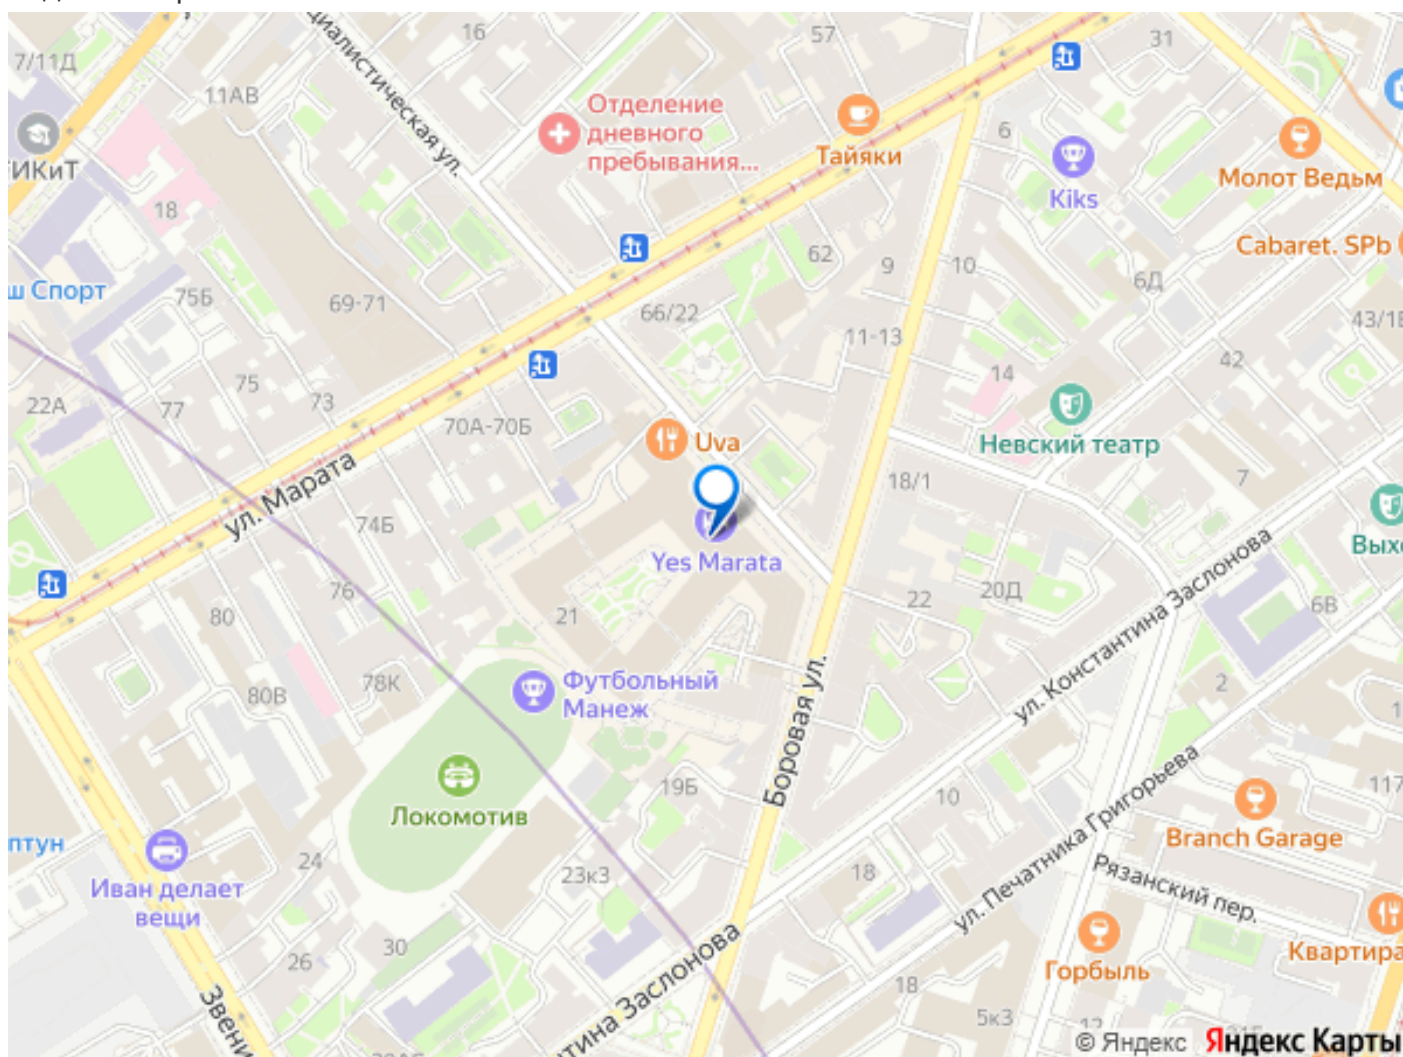 16
57
31
7/11Д
11АВ
Отделение
дневного
пребывания...
Социалистическая ул.
Тайяки
6
Kiks
Молот Ведьм
ИКиТ
18
Cabaret. SPb
ш Спорт
75Б
69-71
66/22
62
9
10
6Д
43/1
11-13
42
14
75
73
22А
77
70А-70Б
Uva
Невский театр
ул. Марата
74Б
18/1
7
Yes Marata
ул. Константина Заслонова
Вых
76
80
21
22
20Д
6В
80В
78К
Футбольный
Манеж
Боровая ул.
2
1
Локомотив
19Б
10
ул. Печатника Григорьева
117
Branch Garage
птун
Иван делает
вещи
24
23к3
18
Рязанский пер.
30
26
Горбыль
Квартира
Звени
тина Заслонова
18
5к3
© Яндекс Яндекс Карты